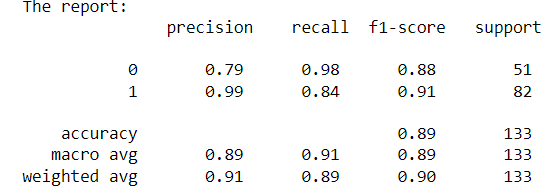 The report:
precision recall f1-score support
0 0.79 0.98 0.88 51
1 0.99 0.84 0.91 82
accuracy 0.89 133
macro avg 0.89 0.91 0.89 133
weighted avg 0.91 0.89 0.90 133